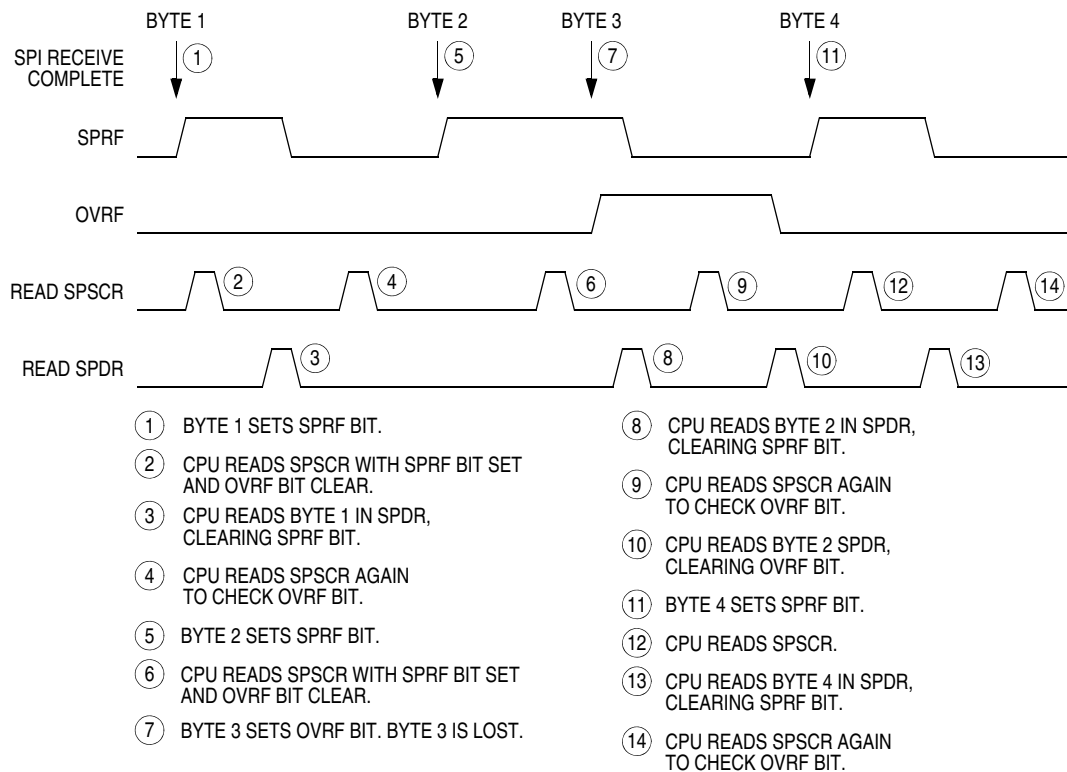 BYTE 1 BYTE 2 BYTE 3 BYTE 4
SPI RECEIVE
COMPLETE
1 5 7 11
SPRF
OVRF
READ SPSCR
2 4 6 9 12 14
READ SPDR
3 8 10 13
1 BYTE 1 SETS SPRF BIT.
2 CPU READS SPSCR WITH SPRF BIT SET
AND OVRF BIT CLEAR.
3 CPU READS BYTE 1 IN SPDR,
CLEARING SPRF BIT.
4 CPU READS SPSCR AGAIN
TO CHECK OVRF BIT.
5 BYTE 2 SETS SPRF BIT.
6 CPU READS SPSCR WITH SPRF BIT SET
AND OVRF BIT CLEAR.
7 BYTE 3 SETS OVRF BIT. BYTE 3 IS LOST.
8 CPU READS BYTE 2 IN SPDR,
CLEARING SPRF BIT.
9 CPU READS SPSCR AGAIN
TO CHECK OVRF BIT.
10 CPU READS BYTE 2 SPDR,
CLEARING OVRF BIT.
11 BYTE 4 SETS SPRF BIT.
12 CPU READS SPSCR.
13 CPU READS BYTE 4 IN SPDR,
CLEARING SPRF BIT.
14 CPU READS SPSCR AGAIN
TO CHECK OVRF BIT.